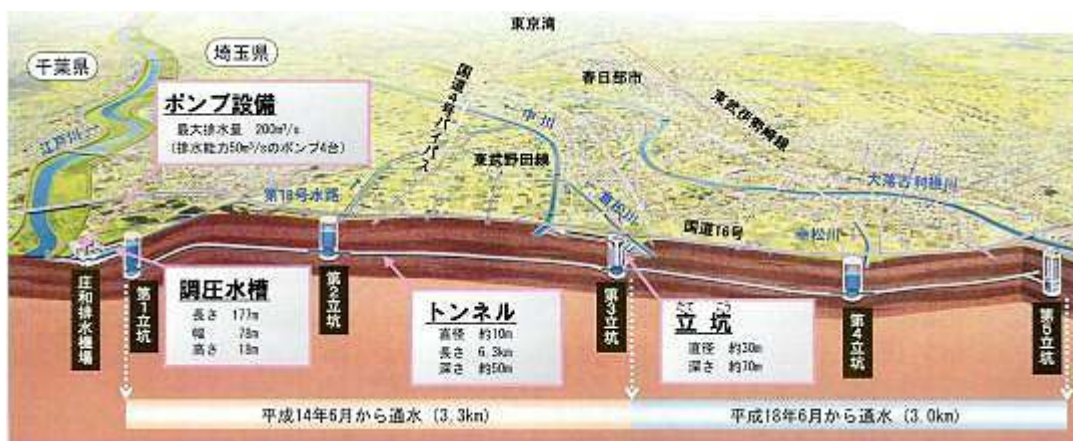 東京湾
千葉県
埼玉県
春日部市
国道4号バイパス
東武伊勢崎線
江戸川
中川
東武野田線
大落古利根川
第18号水路
倉松川
国道16号
幸松川
ポンプ設備
最大排水量 200m³/s
(排水能力50m³/sのポンプ4台)
庄和排水機場
第1立坑
調圧水槽
長さ 177m
幅 78m
高さ 18m
第2立坑
トンネル
直径 約10m
長さ 6.3km
深さ 約50m
第3立坑
たて こう
立坑
直径 約30m
深さ 約70m
第4立坑
第5立坑
平成14年6月から通水(3.3km)
平成18年6月から通水(3.0km)